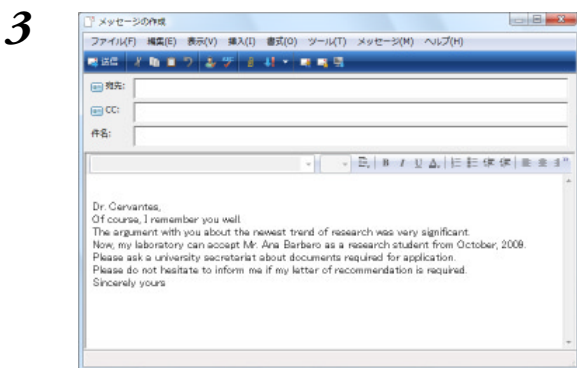 3
メッセージの作成
ファイル(F) 編集(E) 表示(V) 挿入(I) 書式(O) ツール(T) メッセージ(M) ヘルプ(H)
送信
宛先:
CC:
件名:
B I U A
Dr. Cervantes,
Of course, I remember you well.
The argument with you about the newest trend of research was very significant.
Now, my laboratory can accept Mr. Ana Barbero as a research student from October, 2009.
Please ask a university secretariat about documents required for application.
Please do not hesitate to inform me if my letter of recommendation is required.
Sincerely yours